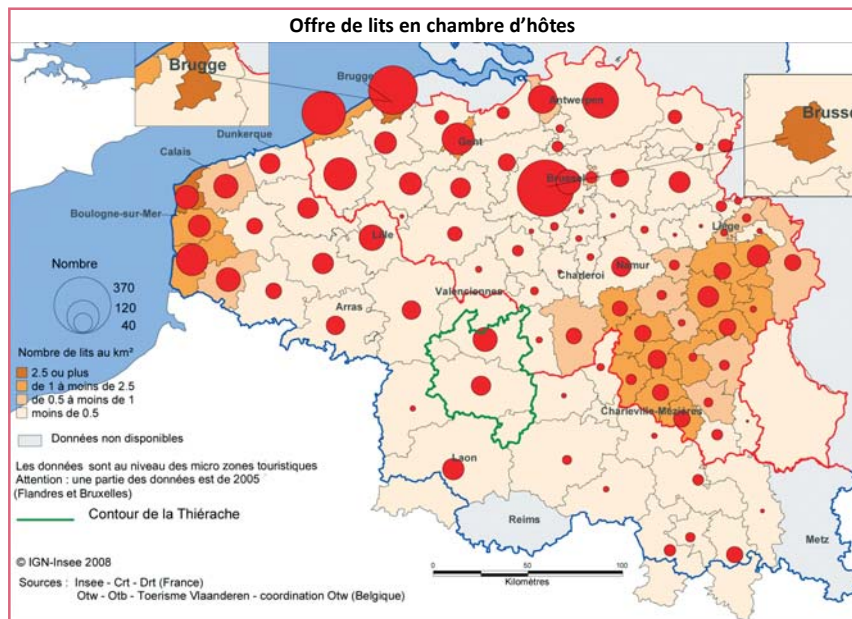 Offre de lits en chambre d'hôtes
Brugge
Brugge
Antwerpen
Dunkerque
Gent
Brusse
Calais
Brussel
Boulogne-sur-Mer
Lille
Liège
Nombre
370
120
40
Charleroi
Namur
Valenciennes
Arras
Nombre de lits au km²
2.5 ou plus
de 1 à moins de 2.5
de 0.5 à moins de 1
moins de 0.5
Charleville-Mézières
Données non disponibles
Laon
Les données sont au niveau des micro zones touristiques
Attention : une partie des données est de 2005
(Flandres et Bruxelles)
Contour de la Thiérache
Reims
Metz
© IGN-Insee 2008
0 50 100
Kilomètres
Sources : Insee - Crt - Drt (France)
Otw - Otb - Toerisme Vlaanderen - coordination Otw (Belgique)